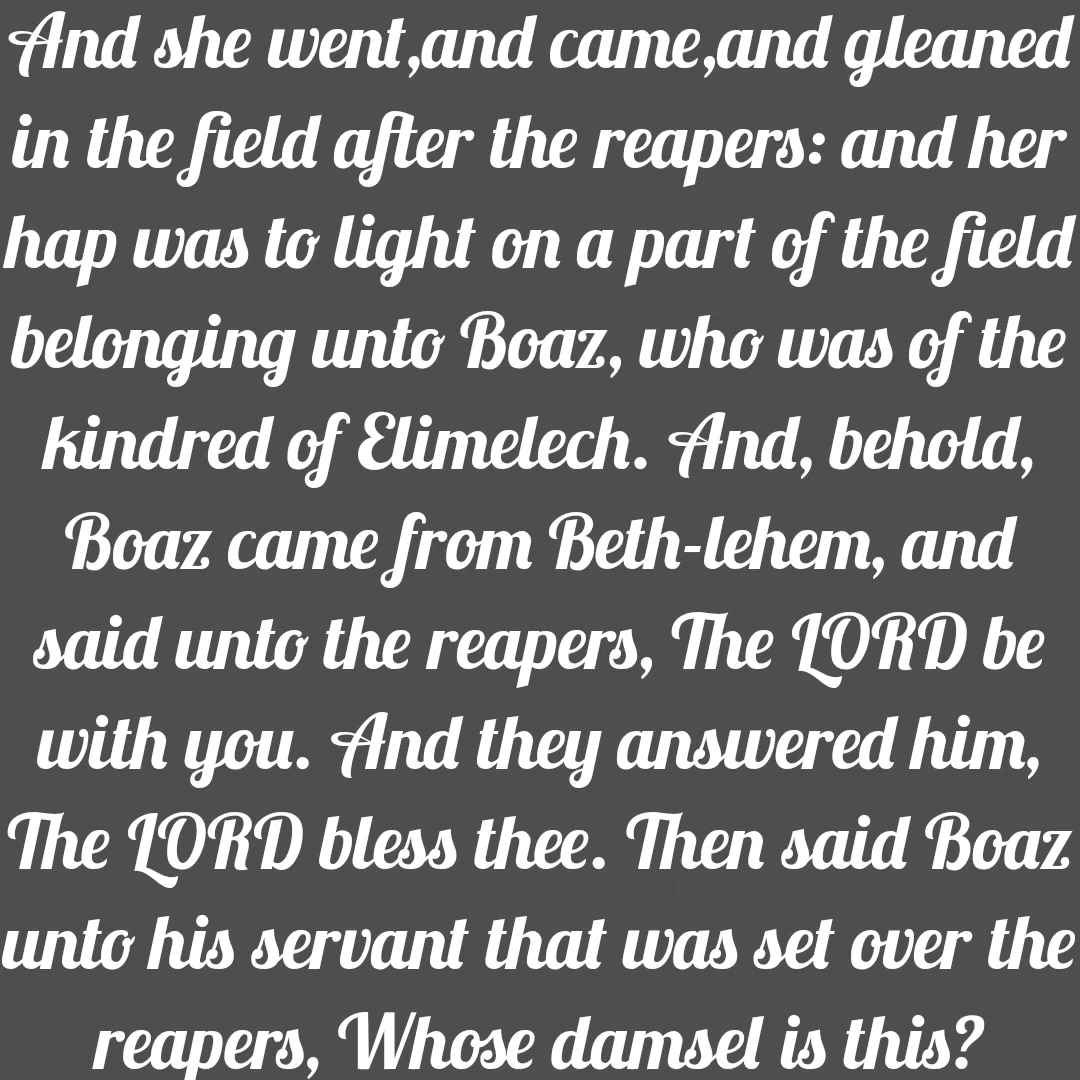 And she went,and came,and gleaned
in the field after the reapers: and her
hap was to light on a part of the field
belonging unto Boaz, who was of the
kindred of Elimelech. And, behold,
Boaz came from Beth-lehem, and
said unto the reapers, The LORD be
with you. And they answered him,
The LORD bless thee. Then said Boaz
unto his servant that was set over the
reapers, Whose damsel is this?